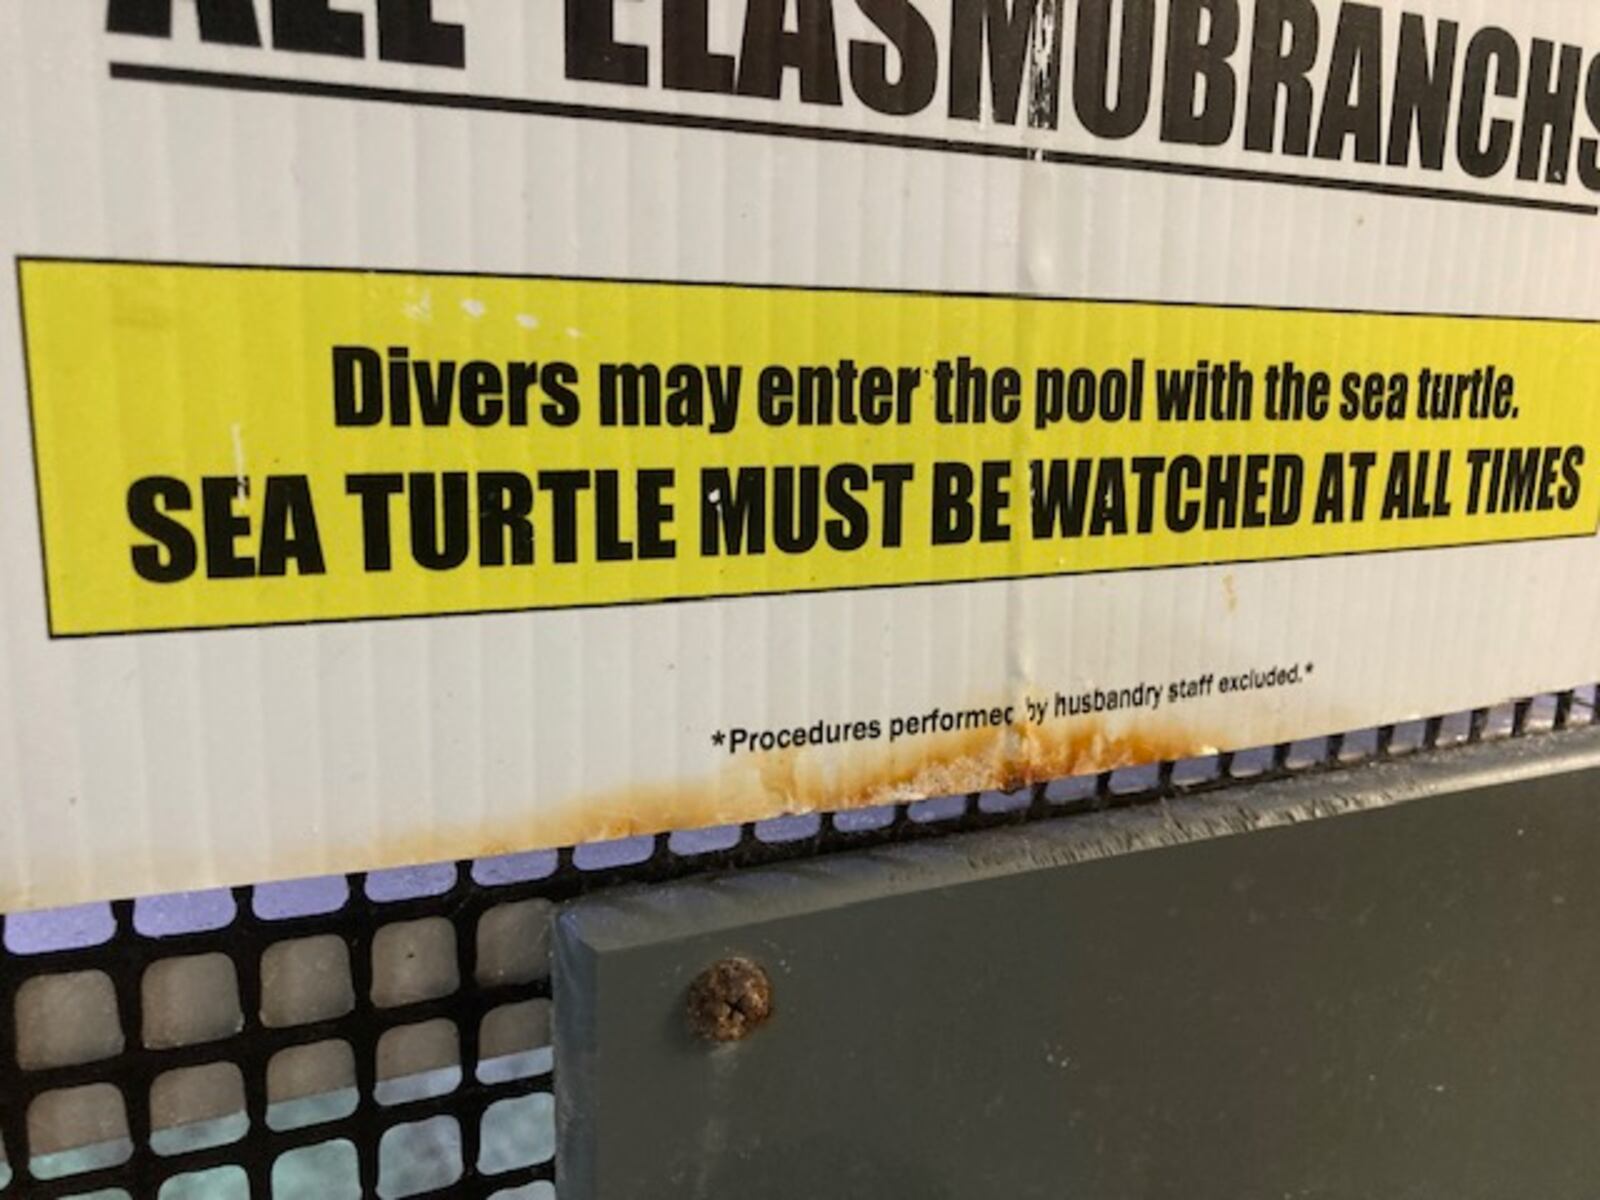 ALL ELASMOBRANCHS
Divers may enter the pool with the sea turtle.
SEA TURTLE MUST BE WATCHED AT ALL TIMES
*Procedures performed by husbandry staff excluded.*